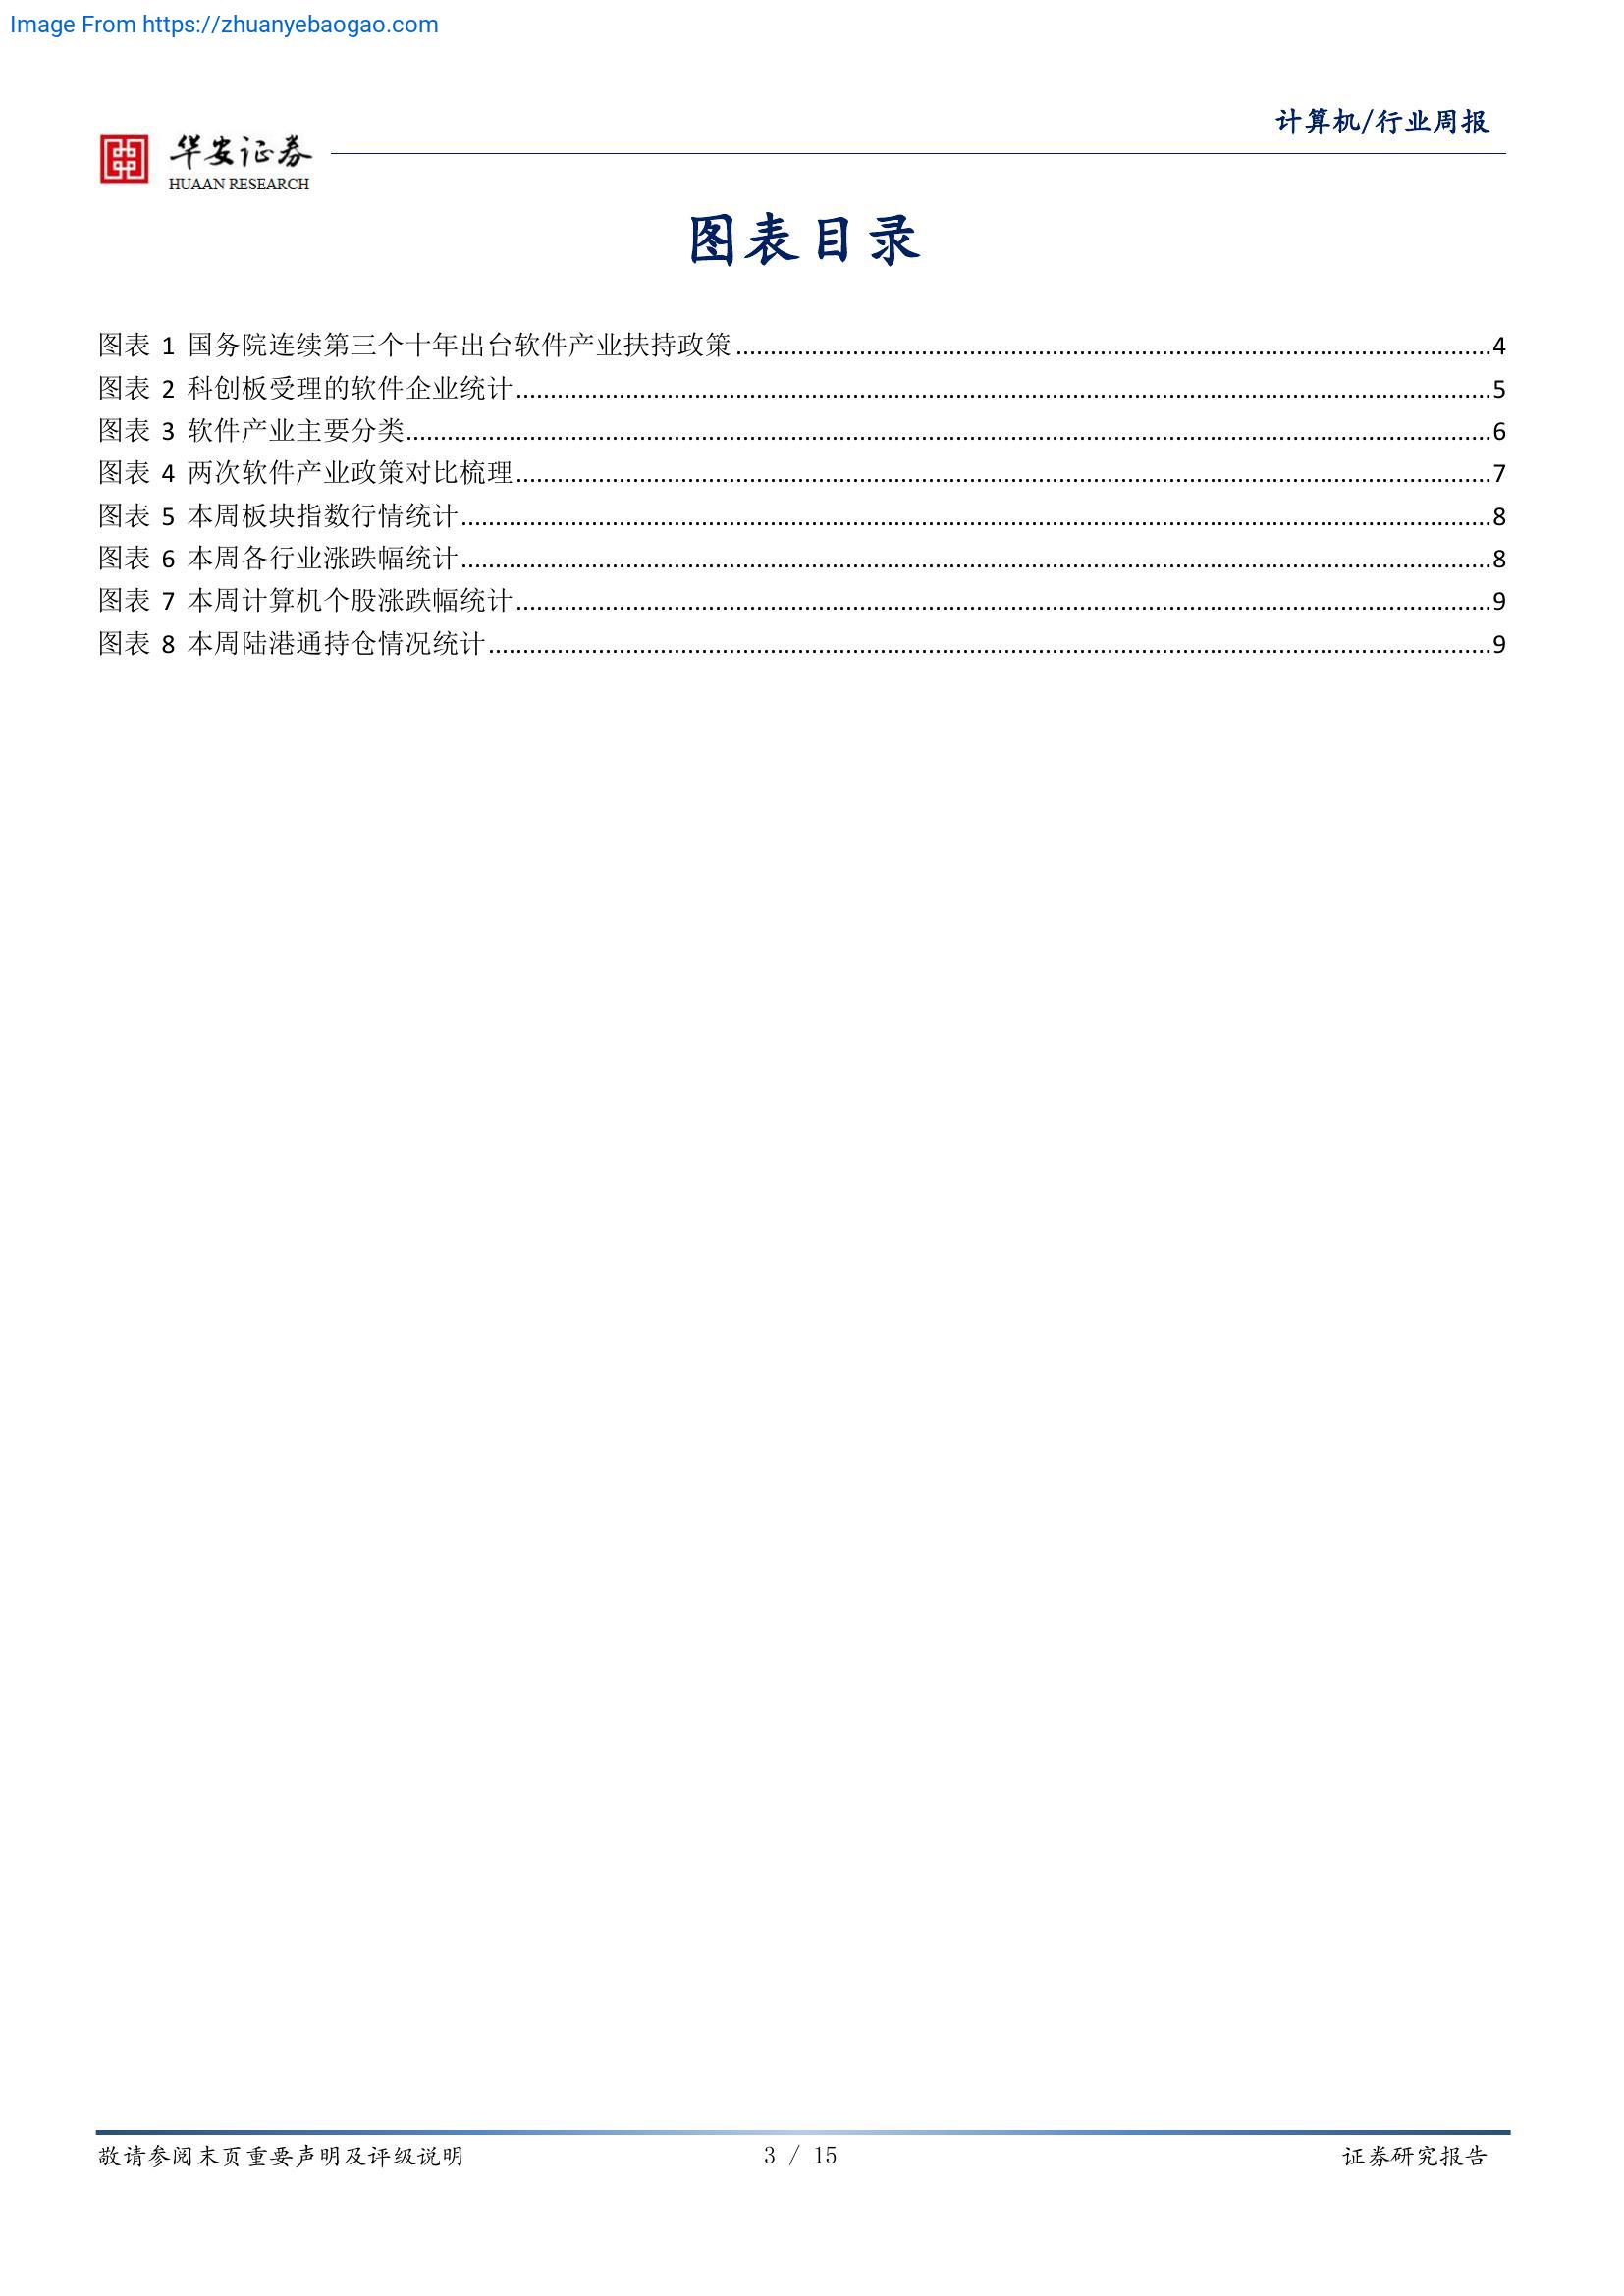 Image From https://zhuanyebaogao.com
计算机/行业周报
华安证券
HUAAN RESEARCH
图表目录
图表 1 国务院连续第三个十年出台软件产业扶持政策........................................4
图表 2 科创板受理的软件企业统计........................................5
图表 3 软件产业主要分类........................................6
图表 4 两次软件产业政策对比梳理........................................7
图表 5 本周板块指数行情统计........................................8
图表 6 本周各行业涨跌幅统计........................................8
图表 7 本周计算机个股涨跌幅统计........................................9
图表 8 本周陆港通持仓情况统计........................................9
敬请参阅末页重要声明及评级说明
3 / 15
证券研究报告